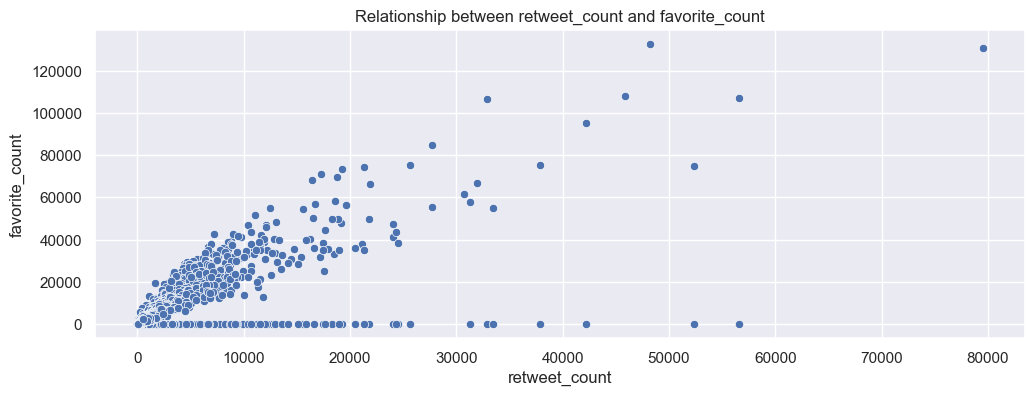 Relationship between retweet_count and favorite_count
favorite_count
120000
100000
80000
60000
40000
20000
0
0 10000 20000 30000 40000 50000 60000 70000 80000
retweet_count